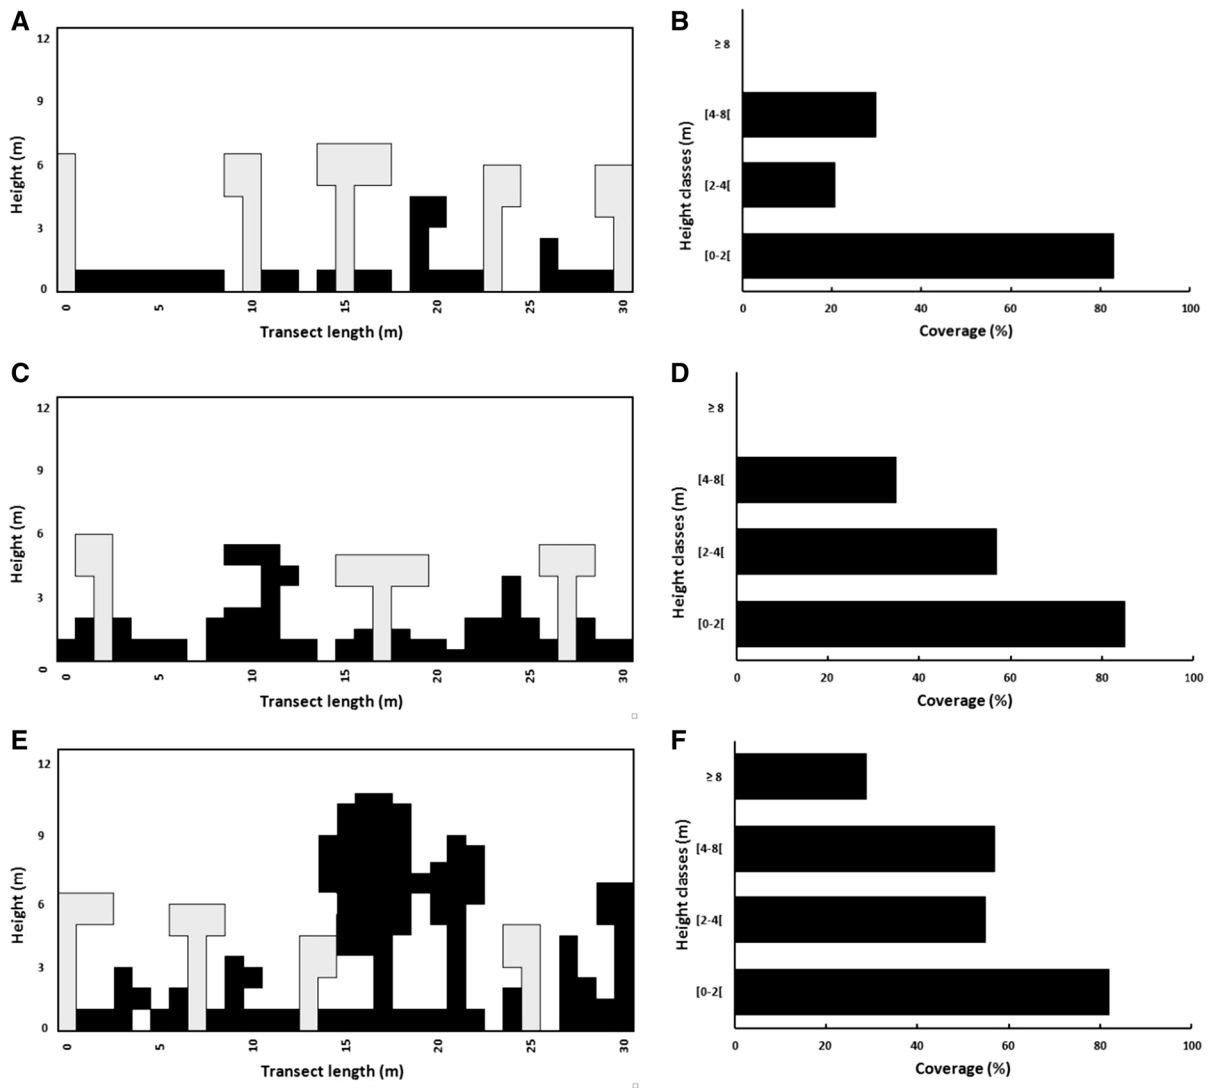 A
12
9
6
3
0
Height (m)
0 5 10 15 20 25 30
Transect length (m)
B
≥ 8
[4-8[
[2-4[
[0-2[
Height classes (m)
0 20 40 60 80 100
Coverage (%)
C
12
9
6
3
0
Height (m)
0 5 10 15 20 25 30
Transect length (m)
D
≥ 8
[4-8[
[2-4[
[0-2[
Height classes (m)
0 20 40 60 80 100
Coverage (%)
E
12
9
6
3
0
Height (m)
0 5 10 15 20 25 30
Transect length (m)
F
≥ 8
[4-8[
[2-4[
[0-2[
Height classes (m)
0 20 40 60 80 100
Coverage (%)